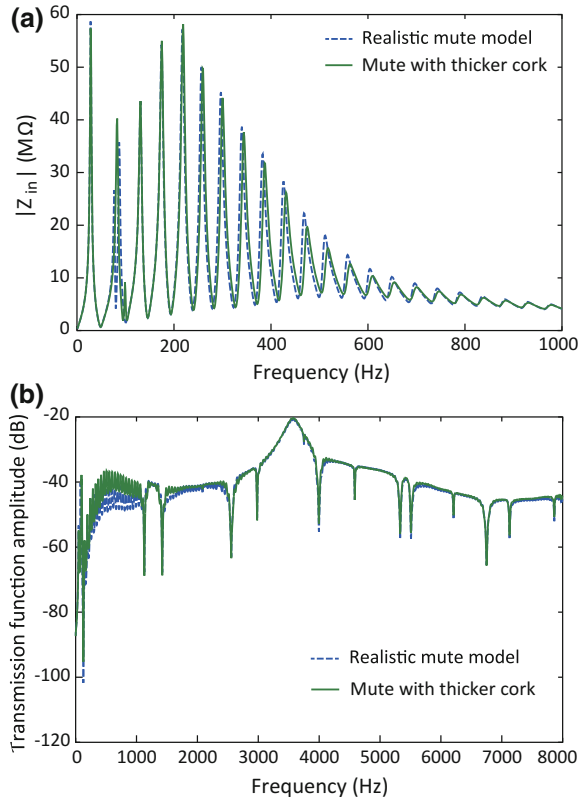 (a)
60
50
40
30
20
10
0
|Z in| (MΩ)
Realistic mute model
Mute with thicker cork
0 200 400 600 800 1000
Frequency (Hz)
(b)
-20
-40
-60
-80
-100
-120
Transmission function amplitude (dB)
Realistic mute model
Mute with thicker cork
0 1000 2000 3000 4000 5000 6000 7000 8000
Frequency (Hz)